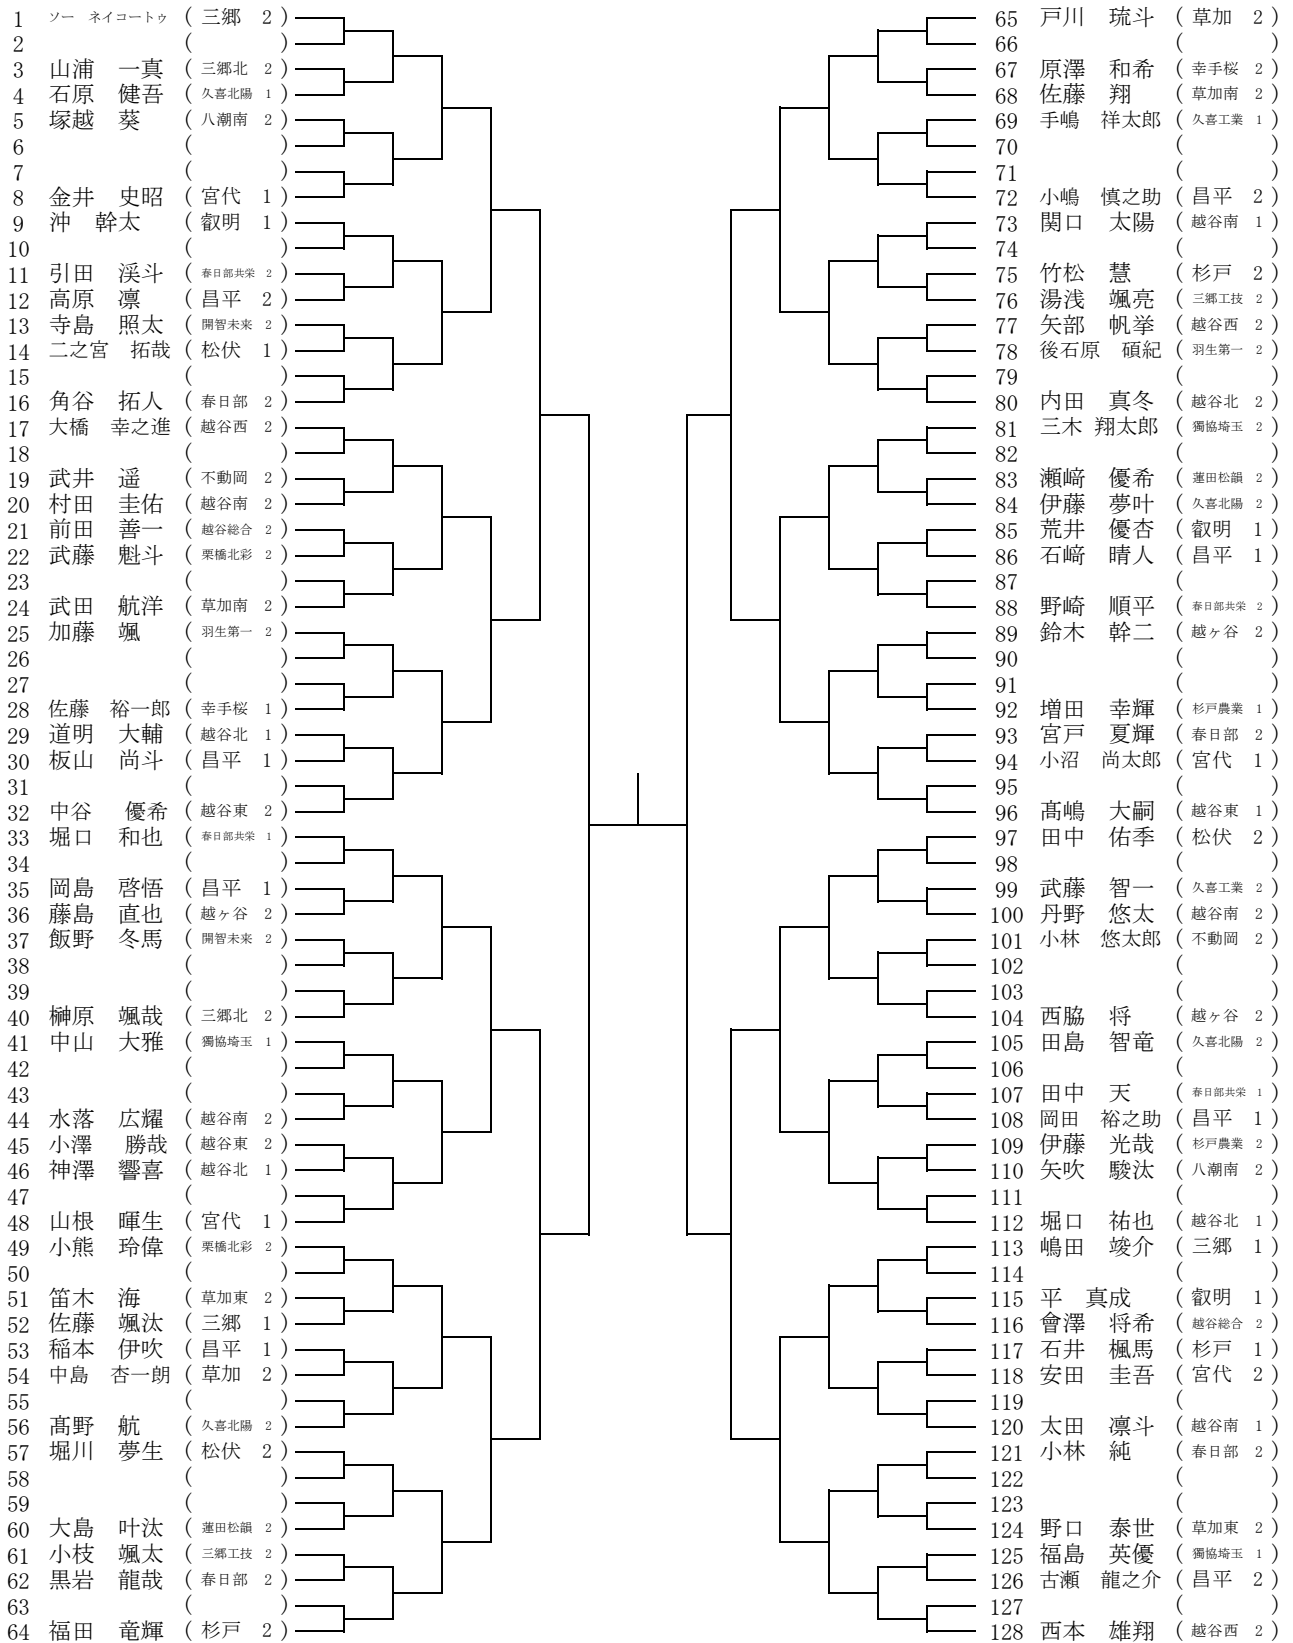 1 ソー ネイコートゥ ( 三郷 2 )
2 ( )
3 山浦 一真 ( 三郷北 2 )
4 石原 健吾 ( 久喜北陽 1 )
5 塚越 葵 ( 八潮南 2 )
6 ( )
7 ( )
8 金井 史昭 ( 宮代 1 )
9 沖 幹太 ( 叡明 1 )
10 ( )
11 引田 渓斗 ( 春日部共栄 2 )
12 高原 凛 ( 昌平 2 )
13 寺島 照太 ( 開智未来 2 )
14 二之宮 拓哉 ( 松伏 1 )
15 ( )
16 角谷 拓人 ( 春日部 2 )
17 大橋 幸之進 ( 越谷西 2 )
18 ( )
19 武井 遥 ( 不動岡 2 )
20 村田 圭佑 ( 越谷南 2 )
21 前田 善一 ( 越谷総合 2 )
22 武藤 魁斗 ( 栗橋北彩 2 )
23 ( )
24 武田 航洋 ( 草加南 2 )
25 加藤 颯 ( 羽生第一 2 )
26 ( )
27 ( )
28 佐藤 裕一郎 ( 幸手桜 1 )
29 道明 大輔 ( 越谷北 1 )
30 板山 尚斗 ( 昌平 1 )
31 ( )
32 中谷 優希 ( 越谷東 2 )
33 堀口 和也 ( 春日部共栄 1 )
34 ( )
35 岡島 啓悟 ( 昌平 1 )
36 藤島 直也 ( 越ヶ谷 2 )
37 飯野 冬馬 ( 開智未来 2 )
38 ( )
39 ( )
40 榊原 颯哉 ( 三郷北 2 )
41 中山 大雅 ( 獨協埼玉 1 )
42 ( )
43 ( )
44 水落 広耀 ( 越谷南 2 )
45 小澤 勝哉 ( 越谷東 2 )
46 神澤 響喜 ( 越谷北 1 )
47 ( )
48 山根 暉生 ( 宮代 1 )
49 小熊 玲偉 ( 栗橋北彩 2 )
50 ( )
51 笛木 海 ( 草加東 2 )
52 佐藤 颯汰 ( 三郷 1 )
53 稲本 伊吹 ( 昌平 1 )
54 中島 杏一朗 ( 草加 2 )
55 ( )
56 髙野 航 ( 久喜北陽 2 )
57 堀川 夢生 ( 松伏 2 )
58 ( )
59 ( )
60 大島 叶汰 ( 蓮田松韻 2 )
61 小枝 颯太 ( 三郷工技 2 )
62 黒岩 龍哉 ( 春日部 2 )
63 ( )
64 福田 竜輝 ( 杉戸 2 )
65 戸川 琉斗 ( 草加 2 )
66 ( )
67 原澤 和希 ( 幸手桜 2 )
68 佐藤 翔 ( 草加南 2 )
69 手嶋 祥太郎 ( 久喜工業 1 )
70 ( )
71 ( )
72 小嶋 慎之助 ( 昌平 2 )
73 関口 太陽 ( 越谷南 1 )
74 ( )
75 竹松 慧 ( 杉戸 2 )
76 湯浅 颯亮 ( 三郷工技 2 )
77 矢部 帆挙 ( 越谷西 2 )
78 後石原 碩紀 ( 羽生第一 2 )
79 ( )
80 内田 真冬 ( 越谷北 2 )
81 三木 翔太郎 ( 獨協埼玉 2 )
82 ( )
83 瀬﨑 優希 ( 蓮田松韻 2 )
84 伊藤 夢叶 ( 久喜北陽 2 )
85 荒井 優杏 ( 叡明 1 )
86 石﨑 晴人 ( 昌平 1 )
87 ( )
88 野崎 順平 ( 春日部共栄 2 )
89 鈴木 幹二 ( 越ヶ谷 2 )
90 ( )
91 ( )
92 増田 幸輝 ( 杉戸農業 1 )
93 宮戸 夏輝 ( 春日部 2 )
94 小沼 尚太郎 ( 宮代 1 )
95 ( )
96 髙嶋 大嗣 ( 越谷東 1 )
97 田中 佑季 ( 松伏 2 )
98 ( )
99 武藤 智一 ( 久喜工業 2 )
100 丹野 悠太 ( 越谷南 2 )
101 小林 悠太郎 ( 不動岡 2 )
102 ( )
103 ( )
104 西脇 将 ( 越ヶ谷 2 )
105 田島 智竜 ( 久喜北陽 2 )
106 ( )
107 田中 天 ( 春日部共栄 1 )
108 岡田 裕之助 ( 昌平 1 )
109 伊藤 光哉 ( 杉戸農業 2 )
110 矢吹 駿汰 ( 八潮南 2 )
111 ( )
112 堀口 祐也 ( 越谷北 1 )
113 嶋田 竣介 ( 三郷 1 )
114 ( )
115 平 真成 ( 叡明 1 )
116 會澤 将希 ( 越谷総合 2 )
117 石井 楓馬 ( 杉戸 1 )
118 安田 圭吾 ( 宮代 2 )
119 ( )
120 太田 凛斗 ( 越谷南 1 )
121 小林 純 ( 春日部 2 )
122 ( )
123 ( )
124 野口 泰世 ( 草加東 2 )
125 福島 英優 ( 獨協埼玉 1 )
126 古瀬 龍之介 ( 昌平 2 )
127 ( )
128 西本 雄翔 ( 越谷西 2 )